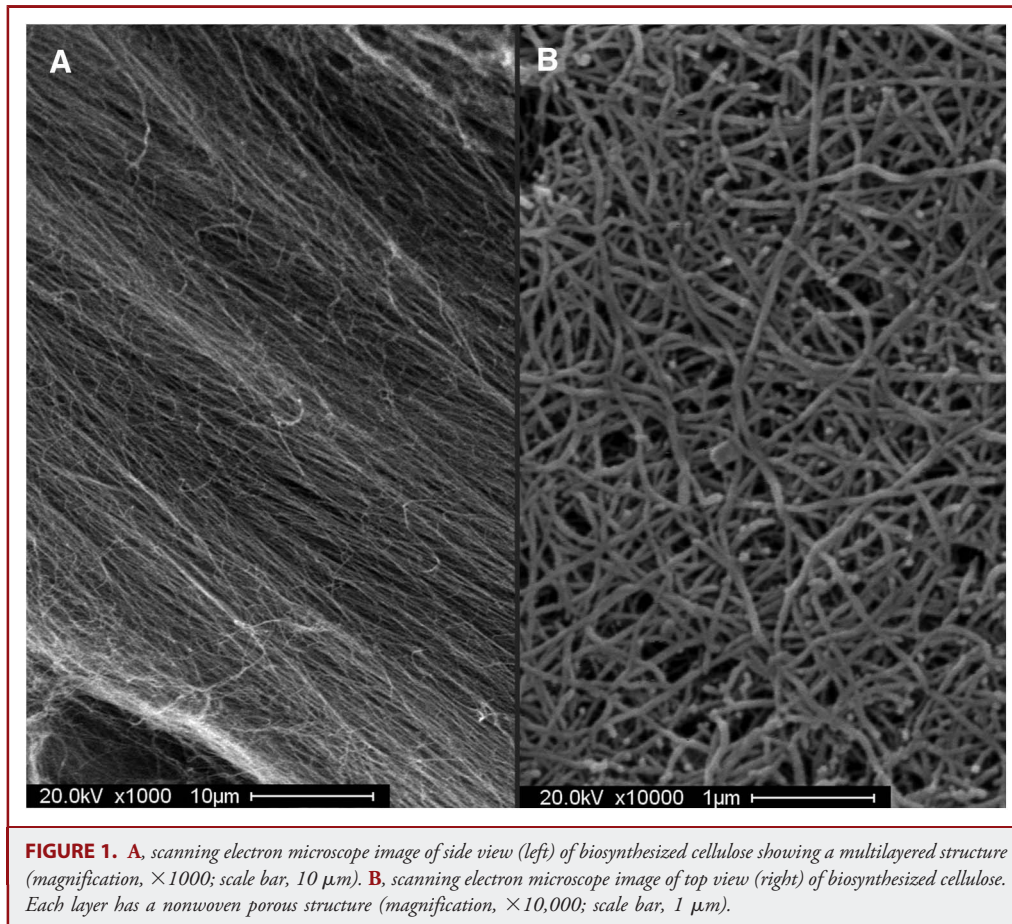 A
B
20.0kV x1000 10μm
20.0kV x10000 1μm
FIGURE 1. A, scanning electron microscope image of side view (left) of biosynthesized cellulose showing a multilayered structure
(magnification, ×1000; scale bar, 10 μm). B, scanning electron microscope image of top view (right) of biosynthesized cellulose.
Each layer has a nonwoven porous structure (magnification, ×10,000; scale bar, 1 μm).